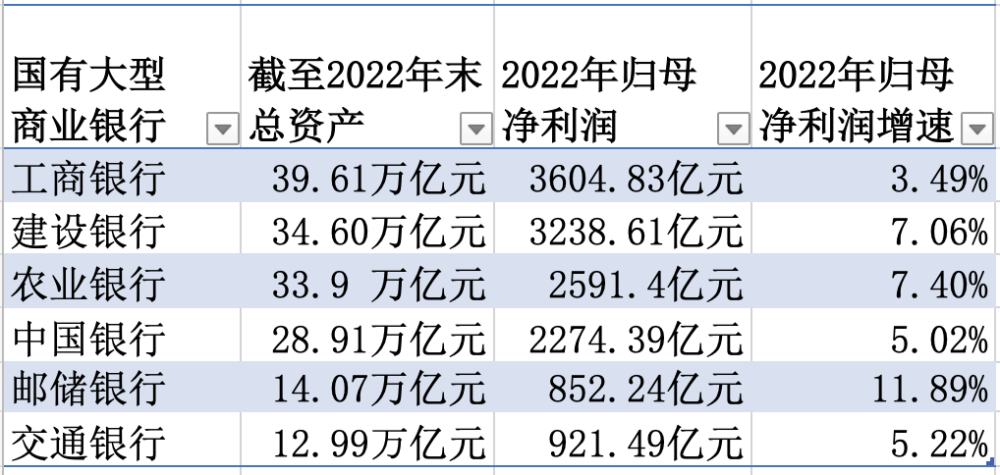 国有大型 截至2022年末 2022年归母 2022年归母
商业银行 总资产 净利润 净利润增速
工商银行 39.61万亿元 3604.83亿元 3.49%
建设银行 34.60万亿元 3238.61亿元 7.06%
农业银行 33.9 万亿元 2591.4亿元 7.40%
中国银行 28.91万亿元 2274.39亿元 5.02%
邮储银行 14.07万亿元 852.24亿元 11.89%
交通银行 12.99万亿元 921.49亿元 5.22%